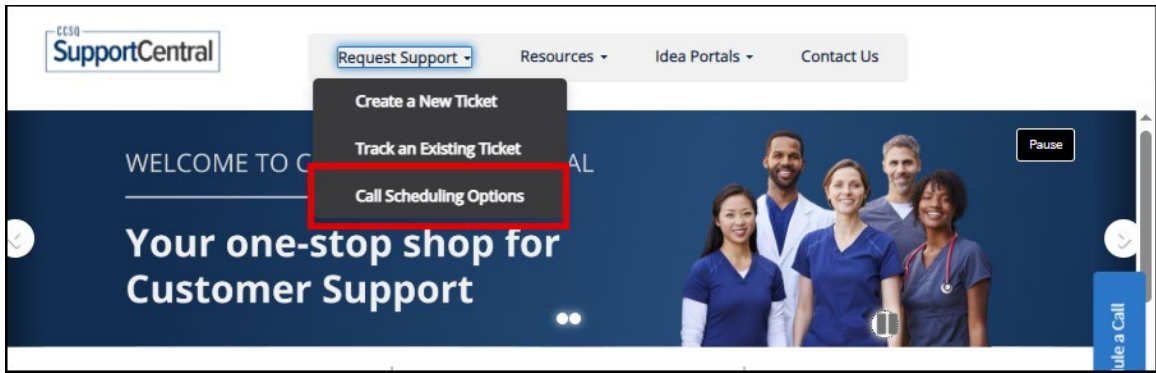 CCSQ
SupportCentral
Request Support
Resources
Idea Portals
Contact Us
Create a New Ticket
Track an Existing Ticket
Call Scheduling Options
WELCOME TO C
AL
Pause
Your one-stop shop for
Customer Support
ule a Call